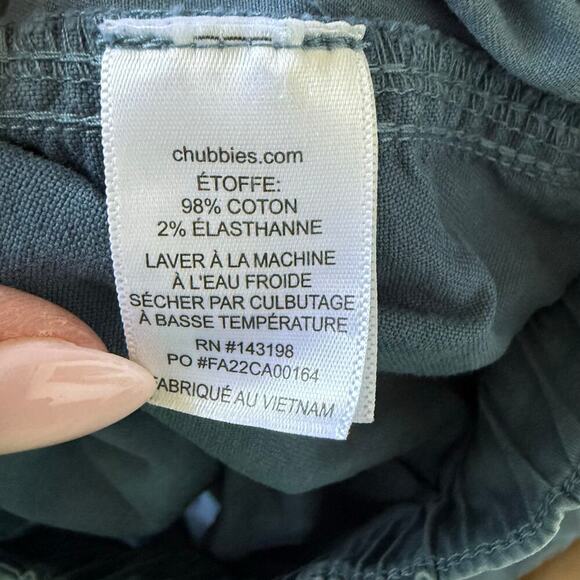 chubbies.com
ÉTOFFE:
98% COTON
2% ÉLASTHANNE
LAVER À LA MACHINE
À L'EAU FROIDE
SÉCHER PAR CULBUTAGE
À BASSE TEMPÉRATURE
RN #143198
PO #FA22CA00164
FABRIQUÉ AU VIETNAM